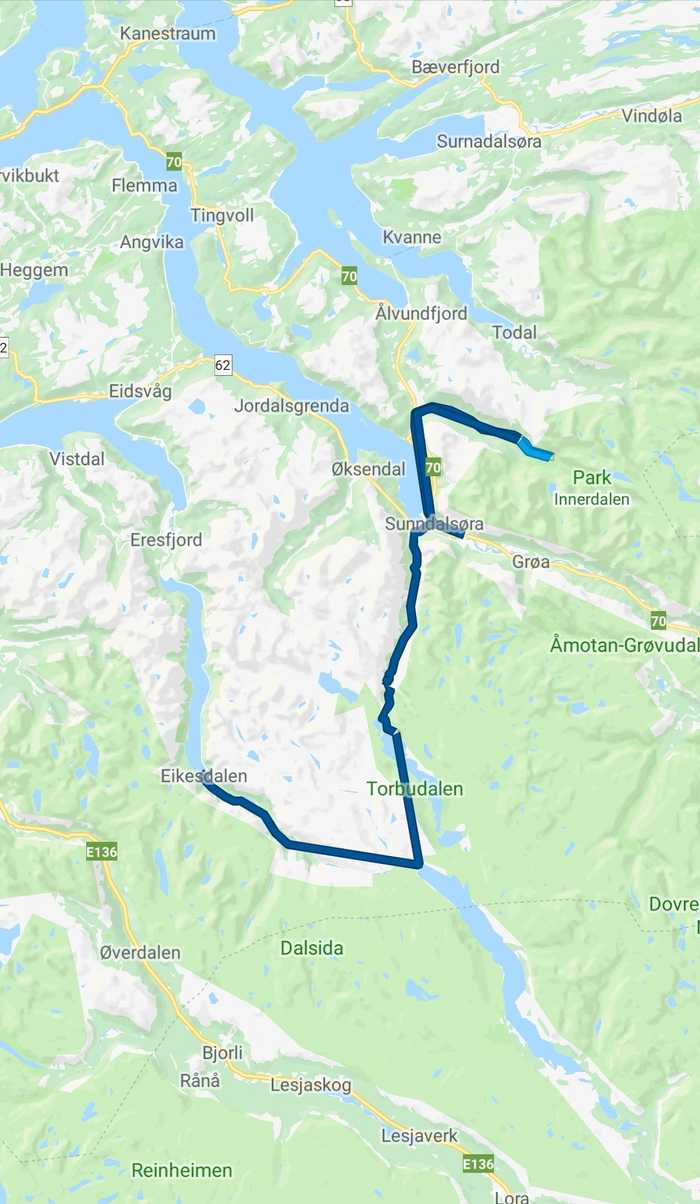 Kanestraum
Bæverfjord
Vindøla
Surnadalsøra
70
rvikbukt
Flemma
Tingvoll
Angvika
Kvanne
Heggem
70
Ålvundfjord
Todal
2
62
Eidsvåg
Jordalsgrenda
Vistdal
Øksendal
70
Park
Innerdalen
Sunndalsøra
Eresfjord
Grøa
70
Åmotan-Grøvudal
Eikesdalen
Torbudalen
E136
Dovre
Øverdalen
Dalsida
Bjorli
Rånå
Lesjaskog
Lesjaverk
E136
Reinheimen
Lora